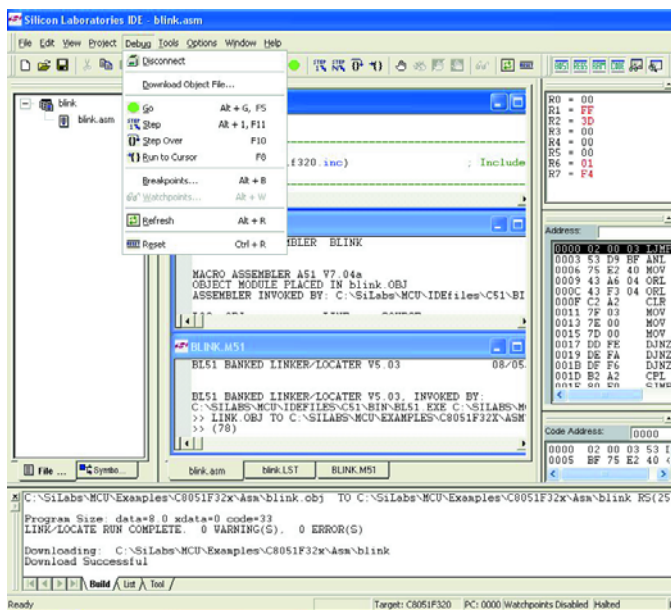 Silicon Laboratories IDE - blink.asm
File Edit View Project Debug Tools Options Window Help
Disconnect
Download Object File...
Go Alt + G, F5
Step Alt + 1, F11
Step Over F10
Run to Cursor F8
Breakpoints... Alt + B
Watchpoints... Alt + W
Refresh Alt + R
Reset Ctrl + R
blink
blink.asm
.f320.inc) ; Include
MBLER BLINK
MACRO ASSEMBLER A51 V7.04a
OBJECT MODULE PLACED IN blink.OBJ
ASSEMBLER INVOKED BY: C:\SiLabs\MCU\IDEfiles\C51\BI
BLINK.M51
BL51 BANKED LINKER/LOCATER V5.03 08/05
BL51 BANKED LINKER/LOCATER V5.03, INVOKED BY:
C:\SILABS\MCU\IDEFILES\C51\BIN\BL51 EXE C:\SILABS\M
>> LINK.OBJ TO C:\SILABS\MCU\EXAMPLES\C8051F32X\ASM
>> (78)
File ... Symbo...
blink.asm blink.LST BLINK.M51
R0 = 00
R1 = FF
R2 = 3D
R3 = 00
R4 = 00
R5 = 00
R6 = 01
R7 = F4
Address:
0000 02 00 03 LJMP
0003 53 D9 BF ANL
0006 75 E2 40 MOV
0009 43 A6 04 ORL
000C 43 F3 04 ORL
000F C2 A2 CLR
0011 7F 03 MOV
0013 7E 00 MOV
0015 7D 00 MOV
0017 DD FE DJNZ
0019 DE FA DJNZ
001B DF F6 DJNZ
001D B2 A2 CPL
001F 80 F0 SJMP
Code Address: 0000
0000 02 00 03 53
0005 BF 75 E2 40
C:\SiLabs\MCU\Examples\C8051F32x\Asm\blink.obj TO C:\SiLabs\MCU\Examples\C8051F32x\Asm\blink RS(25
Program Size: data=8.0 xdata=0 code=33
LINK/LOCATE RUN COMPLETE. 0 WARNING(S), 0 ERROR(S)
Downloading: C:\SiLabs\MCU\Examples\C8051F32x\Asm\blink
Download Successful
Build List Tool
Ready Target: C8051F320 PC: 0000 Watchpoints Disabled Halted